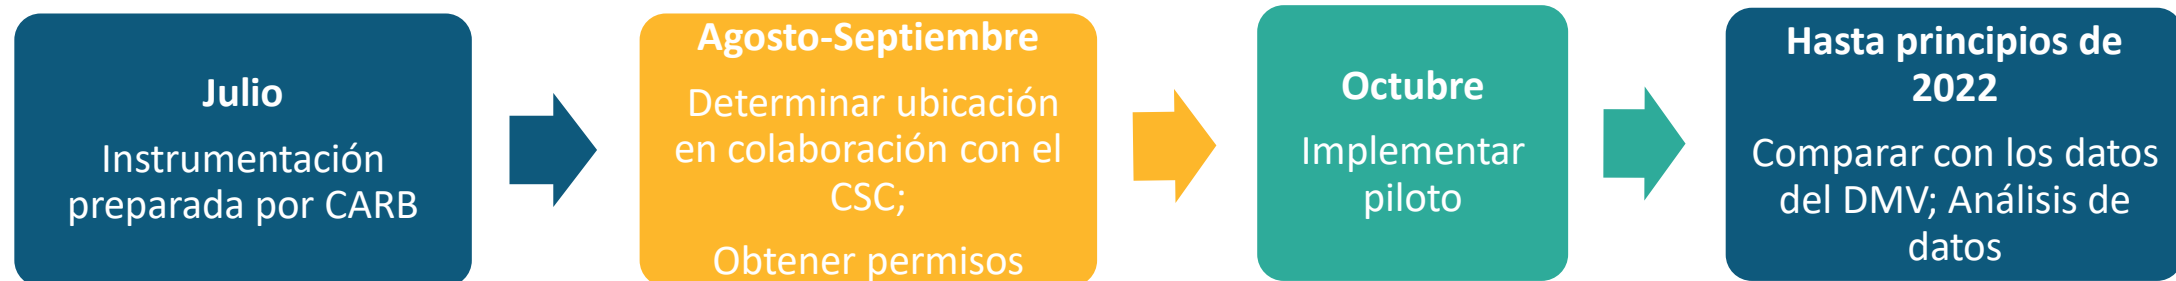 Julio
Instrumentación
preparada por CARB
Agosto-Septiembre
Determinar ubicación
en colaboración con el
CSC;
Obtener permisos
Octubre
Implementar
piloto
Hasta principios de
2022
Comparar con los datos
del DMV; Análisis de
datos